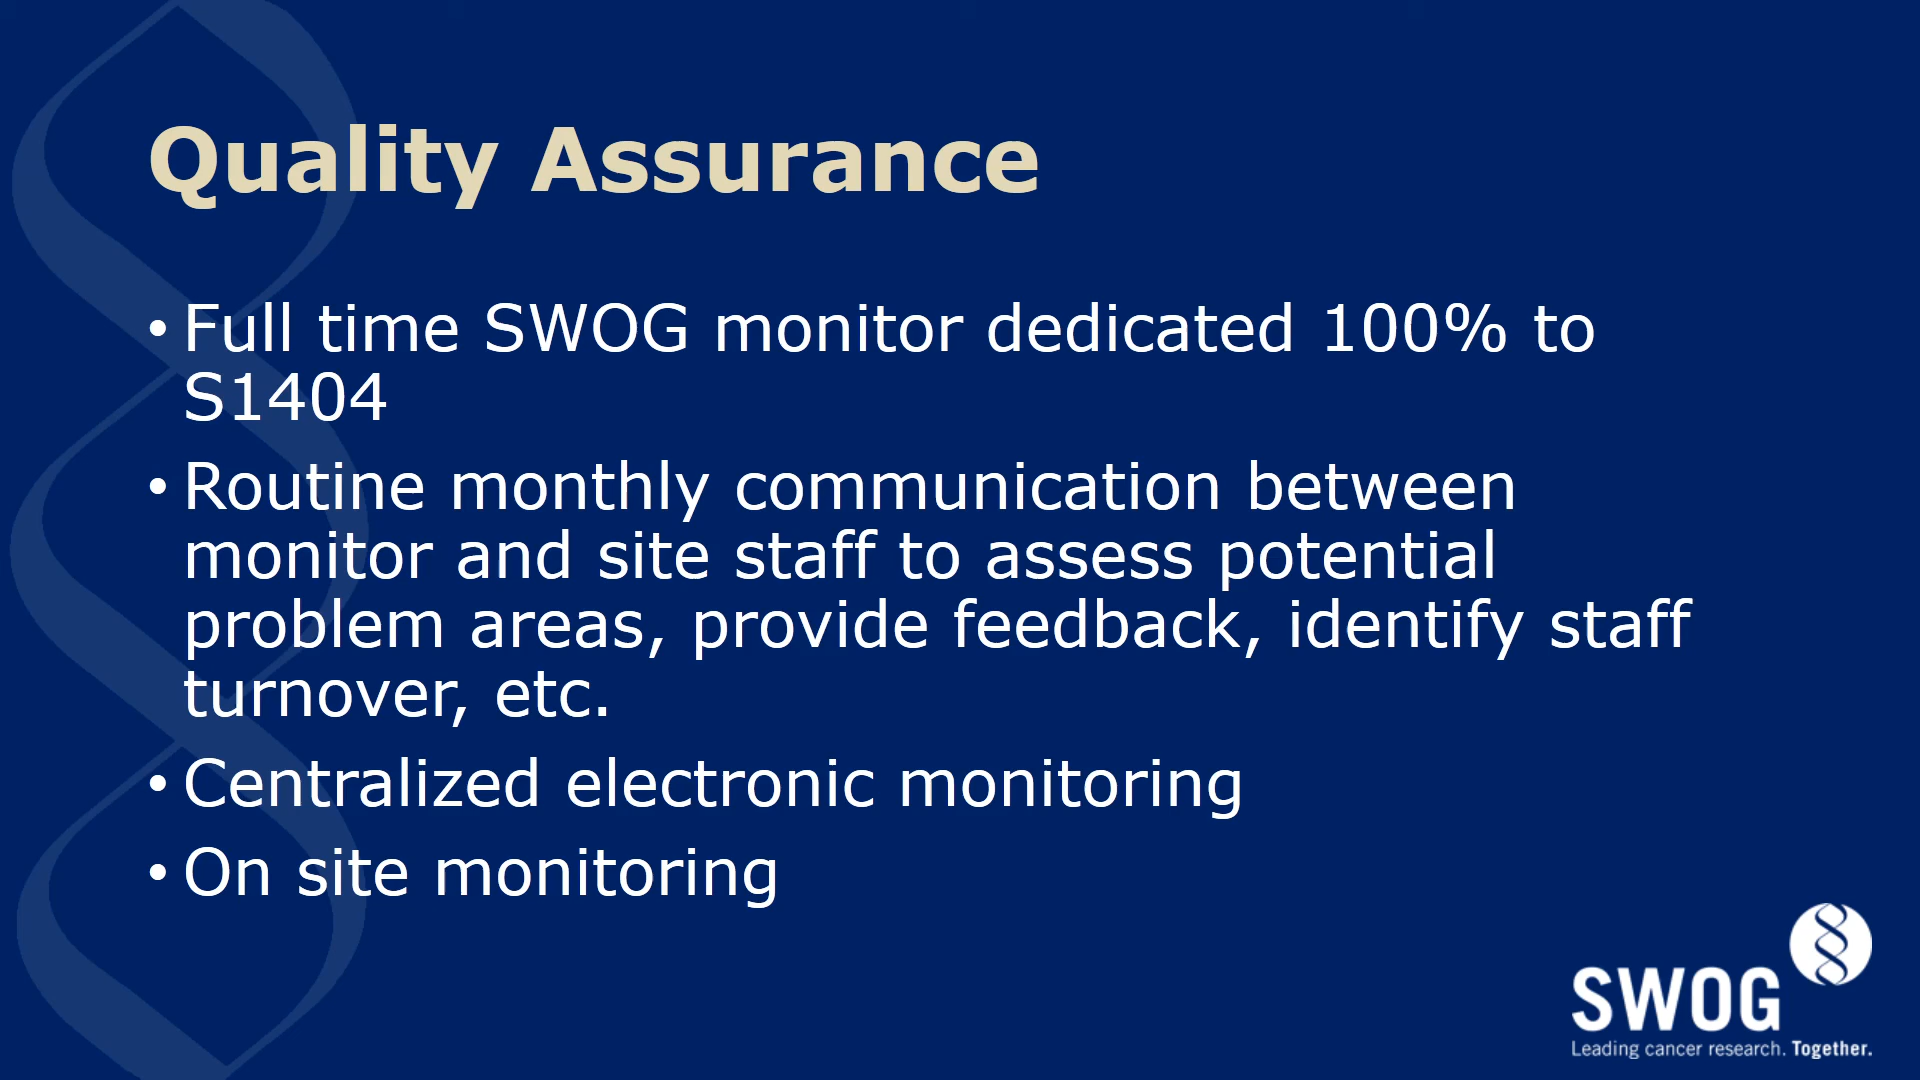 Quality Assurance
• Full time SWOG monitor dedicated 100% to
S1404
• Routine monthly communication between
monitor and site staff to assess potential
problem areas, provide feedback, identify staff
turnover, etc.
• Centralized electronic monitoring
• On site monitoring
SWOG
Leading cancer research. Together.